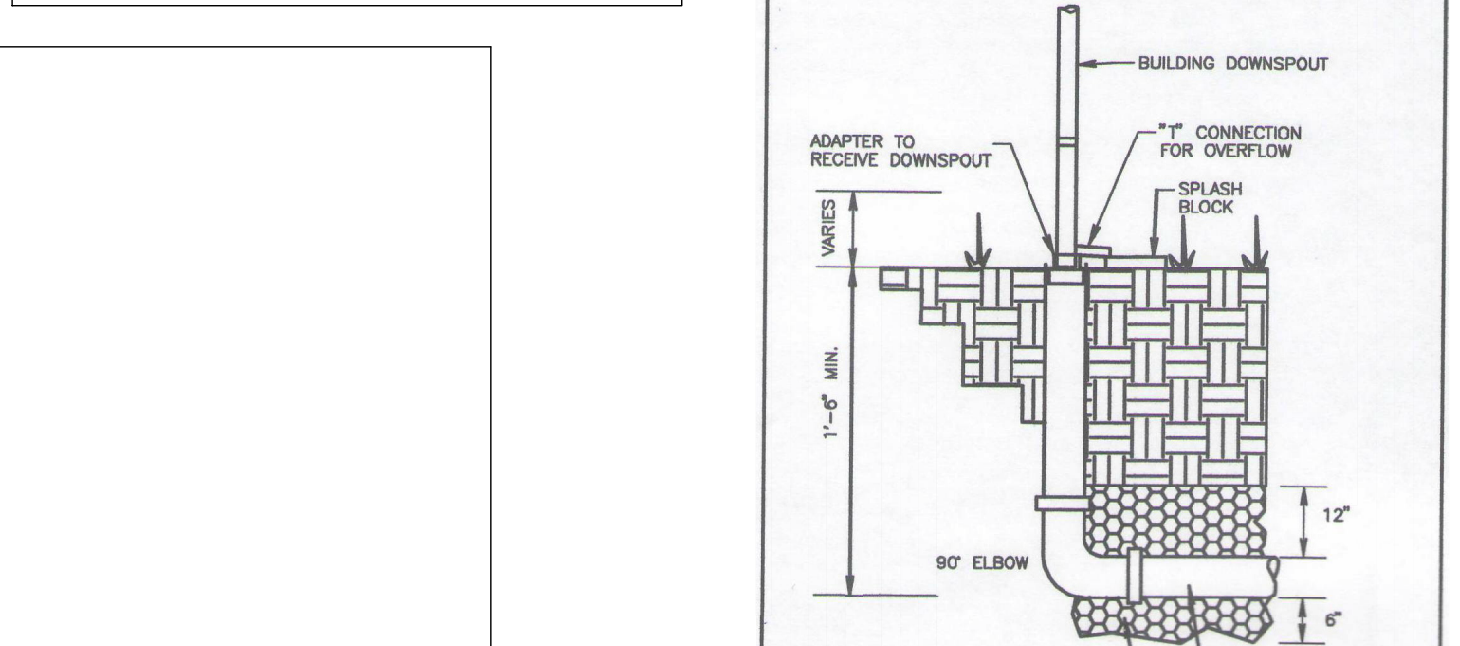 BUILDING DOWNSPOUT
ADAPTER TO
RECEIVE DOWNSPOUT
"T" CONNECTION
FOR OVERFLOW
SPLASH
BLOCK
VARIES
1'-6" MIN.
12"
90° ELBOW
6"